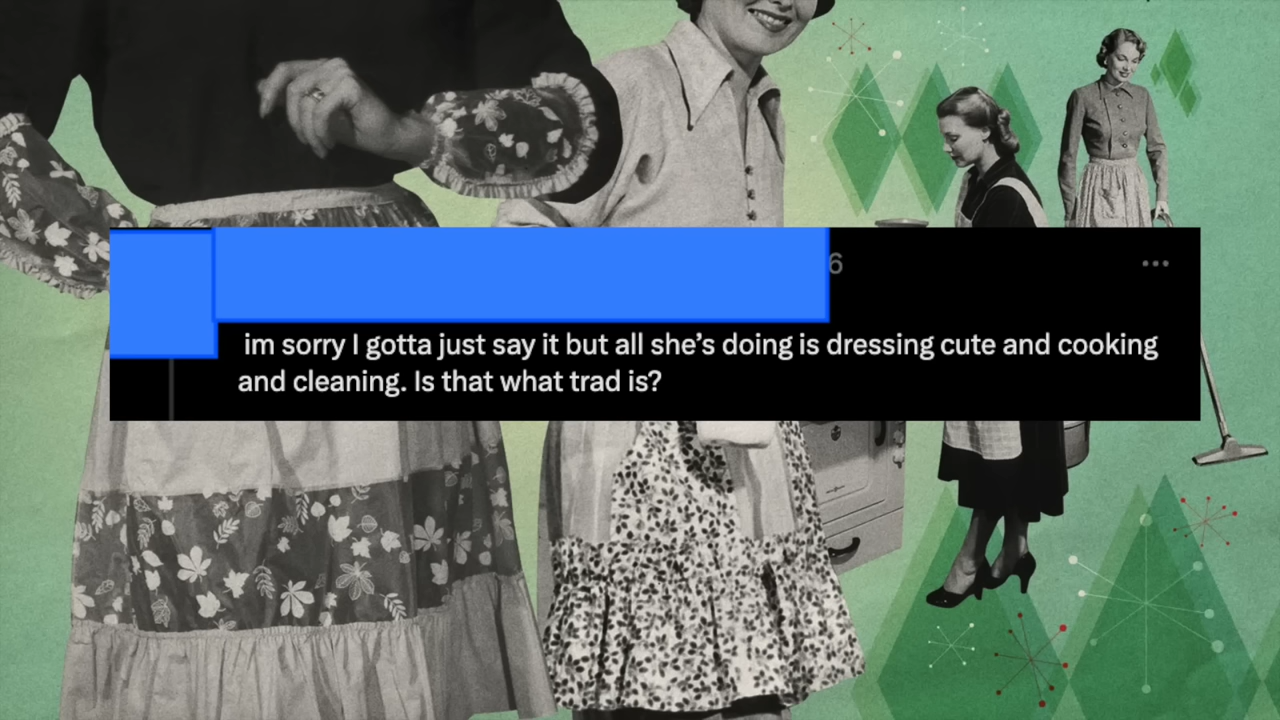 6
im sorry I gotta just say it but all she’s doing is dressing cute and cooking
and cleaning. Is that what trad is?